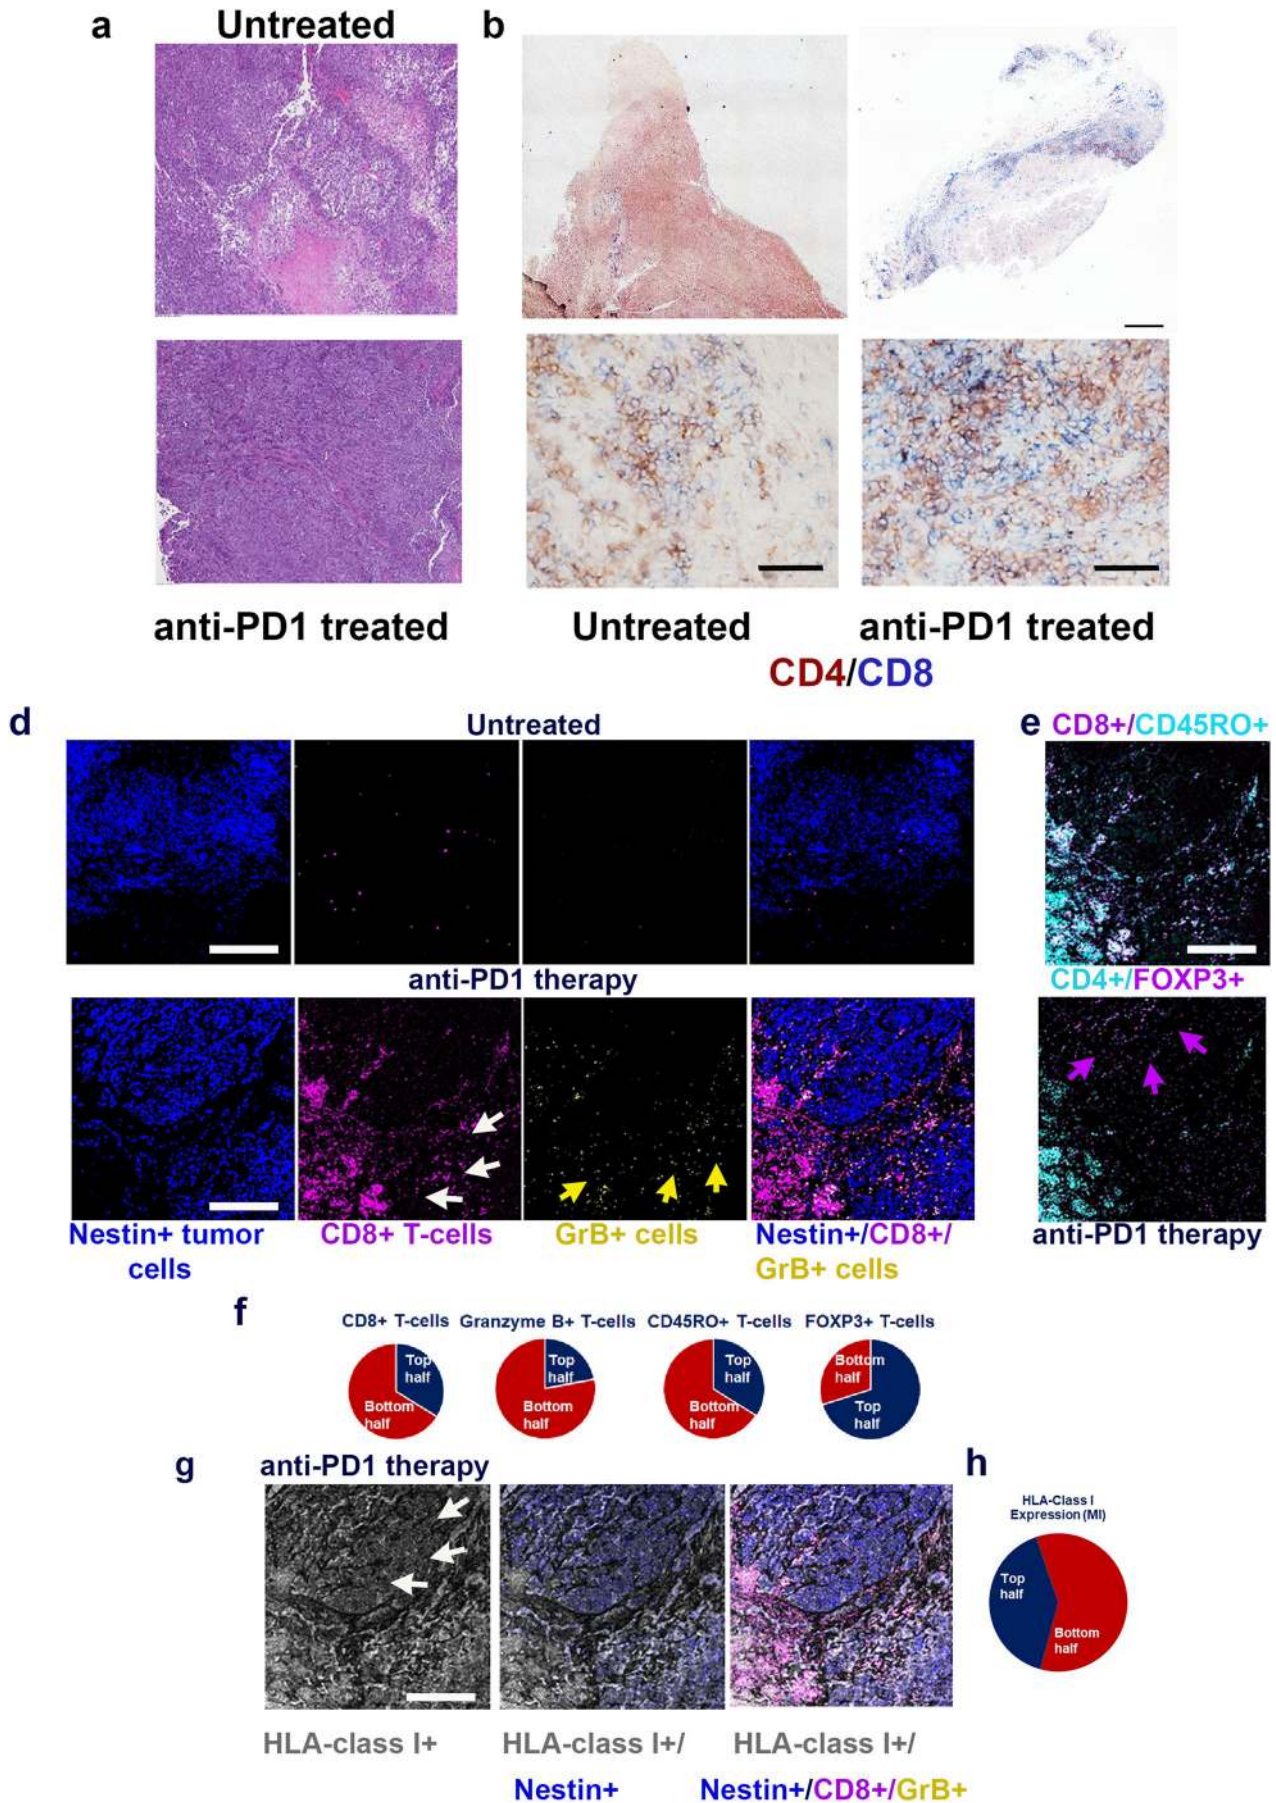 a
Untreated
b
anti-PD1 treated
Untreated
anti-PD1 treated
CD4/CD8
d
Untreated
e
CD8+/CD45RO+
anti-PD1 therapy
CD4+/FOXP3+
Nestin+ tumor
cells
CD8+ T-cells
GrB+ cells
Nestin+/CD8+/
GrB+ cells
anti-PD1 therapy
f
CD8+ T-cells
Granzyme B+ T-cells
CD45RO+ T-cells
FOXP3+ T-cells
Top
half
Bottom
half
Top
half
Bottom
half
Top
half
Bottom
half
Bottom
half
Top
half
g
anti-PD1 therapy
h
HLA-Class I
Expression (MI)
Top
half
Bottom
half
HLA-class I+
HLA-class I+/
Nestin+
HLA-class I+/
Nestin+/CD8+/GrB+